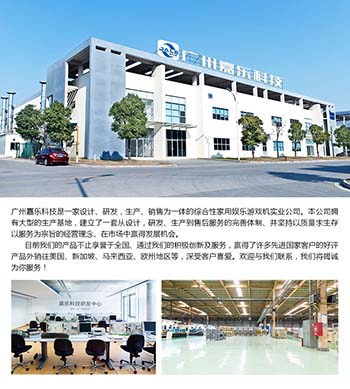 广州嘉乐科技
广州嘉乐科技是一家设计、研发，生产、销售为一体的综合性家用娱乐游戏机实业公司。本公司拥
有大型的生产基地，建立了一套从设计，研发、生产到售后服务的完善体制、并坚持以质量求生存
以服务为宗旨的经营理念、在市场中赢得发展机会。
目前我们的产品不止享誉于全国、通过我们的积极创新及服务，赢得了许多先进国家客户的好评
产品外往美国、新加坡、马来西亚、欧州地区等，深受客户喜爱。欢迎与我们联系，我们将竭诚
为你服务！
嘉乐科技研发中心